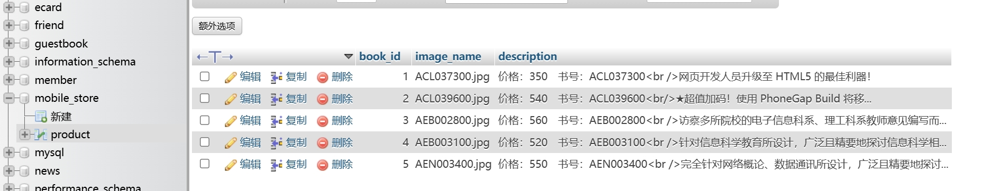 ecard
friend
guestbook
information_schema
member
mobile_store
新建
product
mysql
news
performance_schema
额外选项
←T→ book_id image_name description
编辑 复制 删除 1 ACL037300.jpg 价格：350 书号：ACL037300<br />网页开发人员升级至 HTML5 的最佳利器！
编辑 复制 删除 2 ACL039600.jpg 价格：540 书号：ACL039600<br/>★超值加码！使用 PhoneGap Build 将移...
编辑 复制 删除 3 AEB002800.jpg 价格：560 书号：AEB002800<br />访察多所院校的电子信息科系、理工科系教师意见编写而...
编辑 复制 删除 4 AEB003100.jpg 价格：520 书号：AEB003100<br />针对信息科学教育所设计，广泛且精要地探讨信息科学相...
编辑 复制 删除 5 AEN003400.jpg 价格：550 书号：AEN003400<br />完全针对网络概论、数据通讯所设计，广泛且精要地探讨...